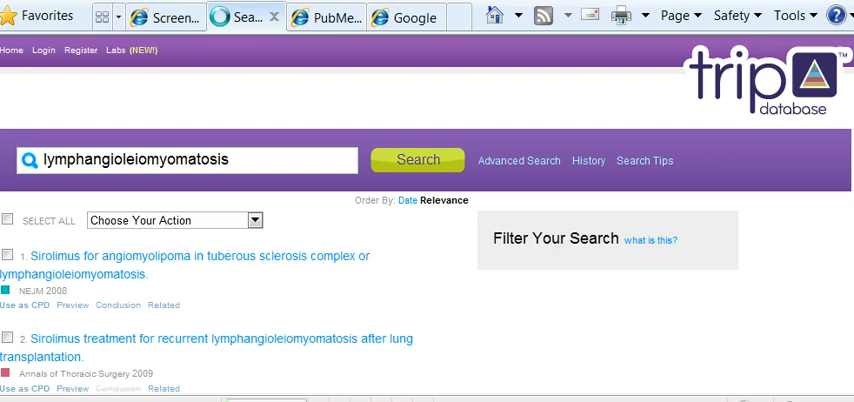 Favorites Screen... Sea... PubMe... Google Page Safety Tools
Home Login Register Labs (NEW!)
trip TM
database
lymphangioleiomyomatosis Search Advanced Search History Search Tips
Order By: Date Relevance
SELECT ALL Choose Your Action
Filter Your Search what is this?
1. Sirolimus for angiomyolipoma in tuberous sclerosis complex or
lymphangioleiomyomatosis.
NEJM 2008
Use as CPD Preview Conclusion Related
2. Sirolimus treatment for recurrent lymphangioleiomyomatosis after lung
transplantation.
Annals of Thoracic Surgery 2009
Use as CPD Preview Conclusion Related